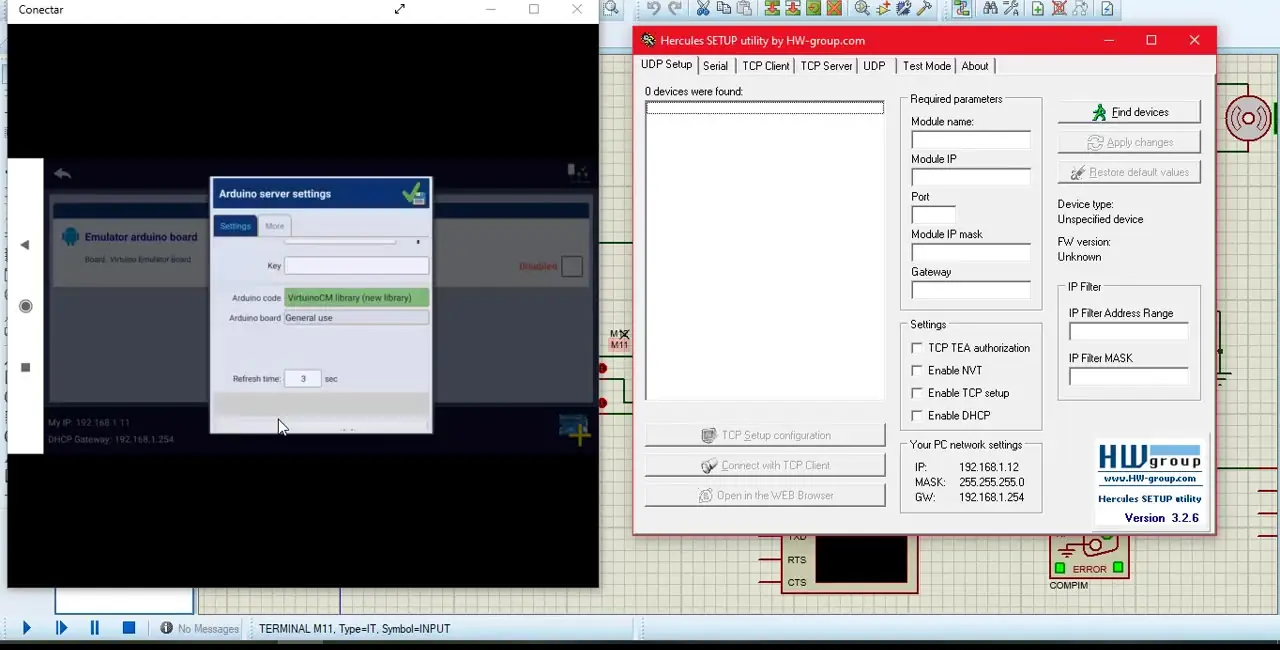 Conectar
Arduino server settings
Settings
More
Emulator arduino board
Board: Virtuino Emulator Board
Disabled
Key
Arduino code
VirtuinoCM library (new library)
Arduino board
General use
Refresh time:
3
sec
My IP: 192.168.1.11
DHCP Gateway: 192.168.1.254
Hercules SETUP utility by HW-group.com
UDP Setup
Serial
TCP Client
TCP Server
UDP
Test Mode
About
0 devices were found:
Required parameters
Module name:
Module IP
Port
Module IP mask
Gateway
Find devices
Apply changes
Restore default values
Device type:
Unspecified device
FW version:
Unknown
IP Filter
IP Filter Address Range
IP Filter MASK
Settings
TCP TEA authorization
Enable NVT
Enable TCP setup
Enable DHCP
TCP Setup configuration
Connect with TCP Client
Open in the WEB Browser
Your PC network settings
IP: 192.168.1.12
MASK: 255.255.255.0
GW: 192.168.1.254
HWgroup
www.HW-group.com
Hercules SETUP utility
Version 3.2.6
M11
TXD
RTS
CTS
ERROR
COMPIM
No Messages
TERMINAL M11, Type=IT, Symbol=INPUT